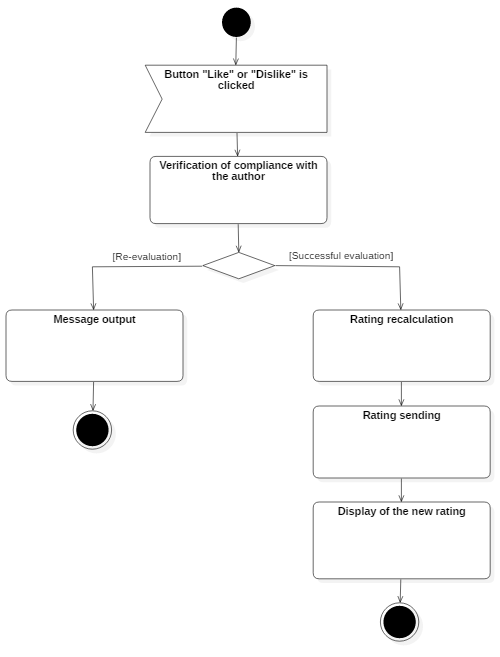 Button "Like" or "Dislike" is
clicked
Verification of compliance with
the author
[Re-evaluation]
[Successful evaluation]
Message output
Rating recalculation
Rating sending
Display of the new rating